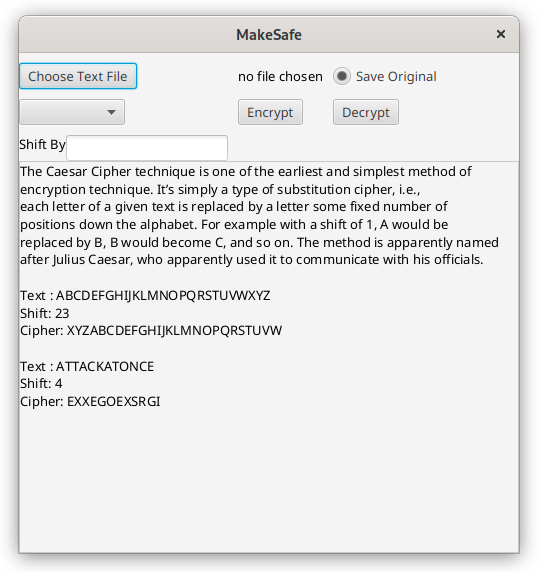 MakeSafe
Choose Text File no file chosen Save Original
Encrypt Decrypt
Shift By
The Caesar Cipher technique is one of the earliest and simplest method of
encryption technique. It’s simply a type of substitution cipher, i.e.,
each letter of a given text is replaced by a letter some fixed number of
positions down the alphabet. For example with a shift of 1, A would be
replaced by B, B would become C, and so on. The method is apparently named
after Julius Caesar, who apparently used it to communicate with his officials.
Text : ABCDEFGHIJKLMNOPQRSTUVWXYZ
Shift: 23
Cipher: XYZABCDEFGHIJKLMNOPQRSTUVW
Text : ATTACKATONCE
Shift: 4
Cipher: EXXEGOEXSRGI